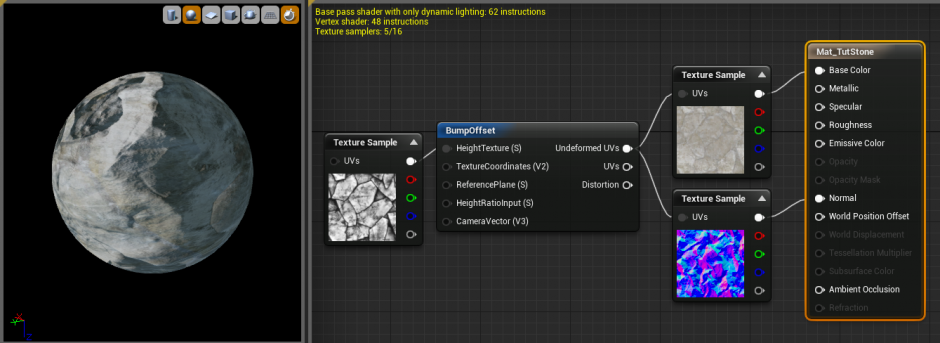 Base pass shader with only dynamic lighting: 62 instructions
Vertex shader: 48 instructions
Texture samplers: 5/16
Texture Sample
UVs
BumpOffset
HeightTexture (S)
Undeformed UVs
TextureCoordinates (V2)
UVs
ReferencePlane (S)
Distortion
HeightRatioInput (S)
CameraVector (V3)
Texture Sample
UVs
Texture Sample
UVs
Mat_TutStone
Base Color
Metallic
Specular
Roughness
Emissive Color
Opacity
Opacity Mask
Normal
World Position Offset
World Displacement
Tessellation Multiplier
Subsurface Color
Ambient Occlusion
Refraction